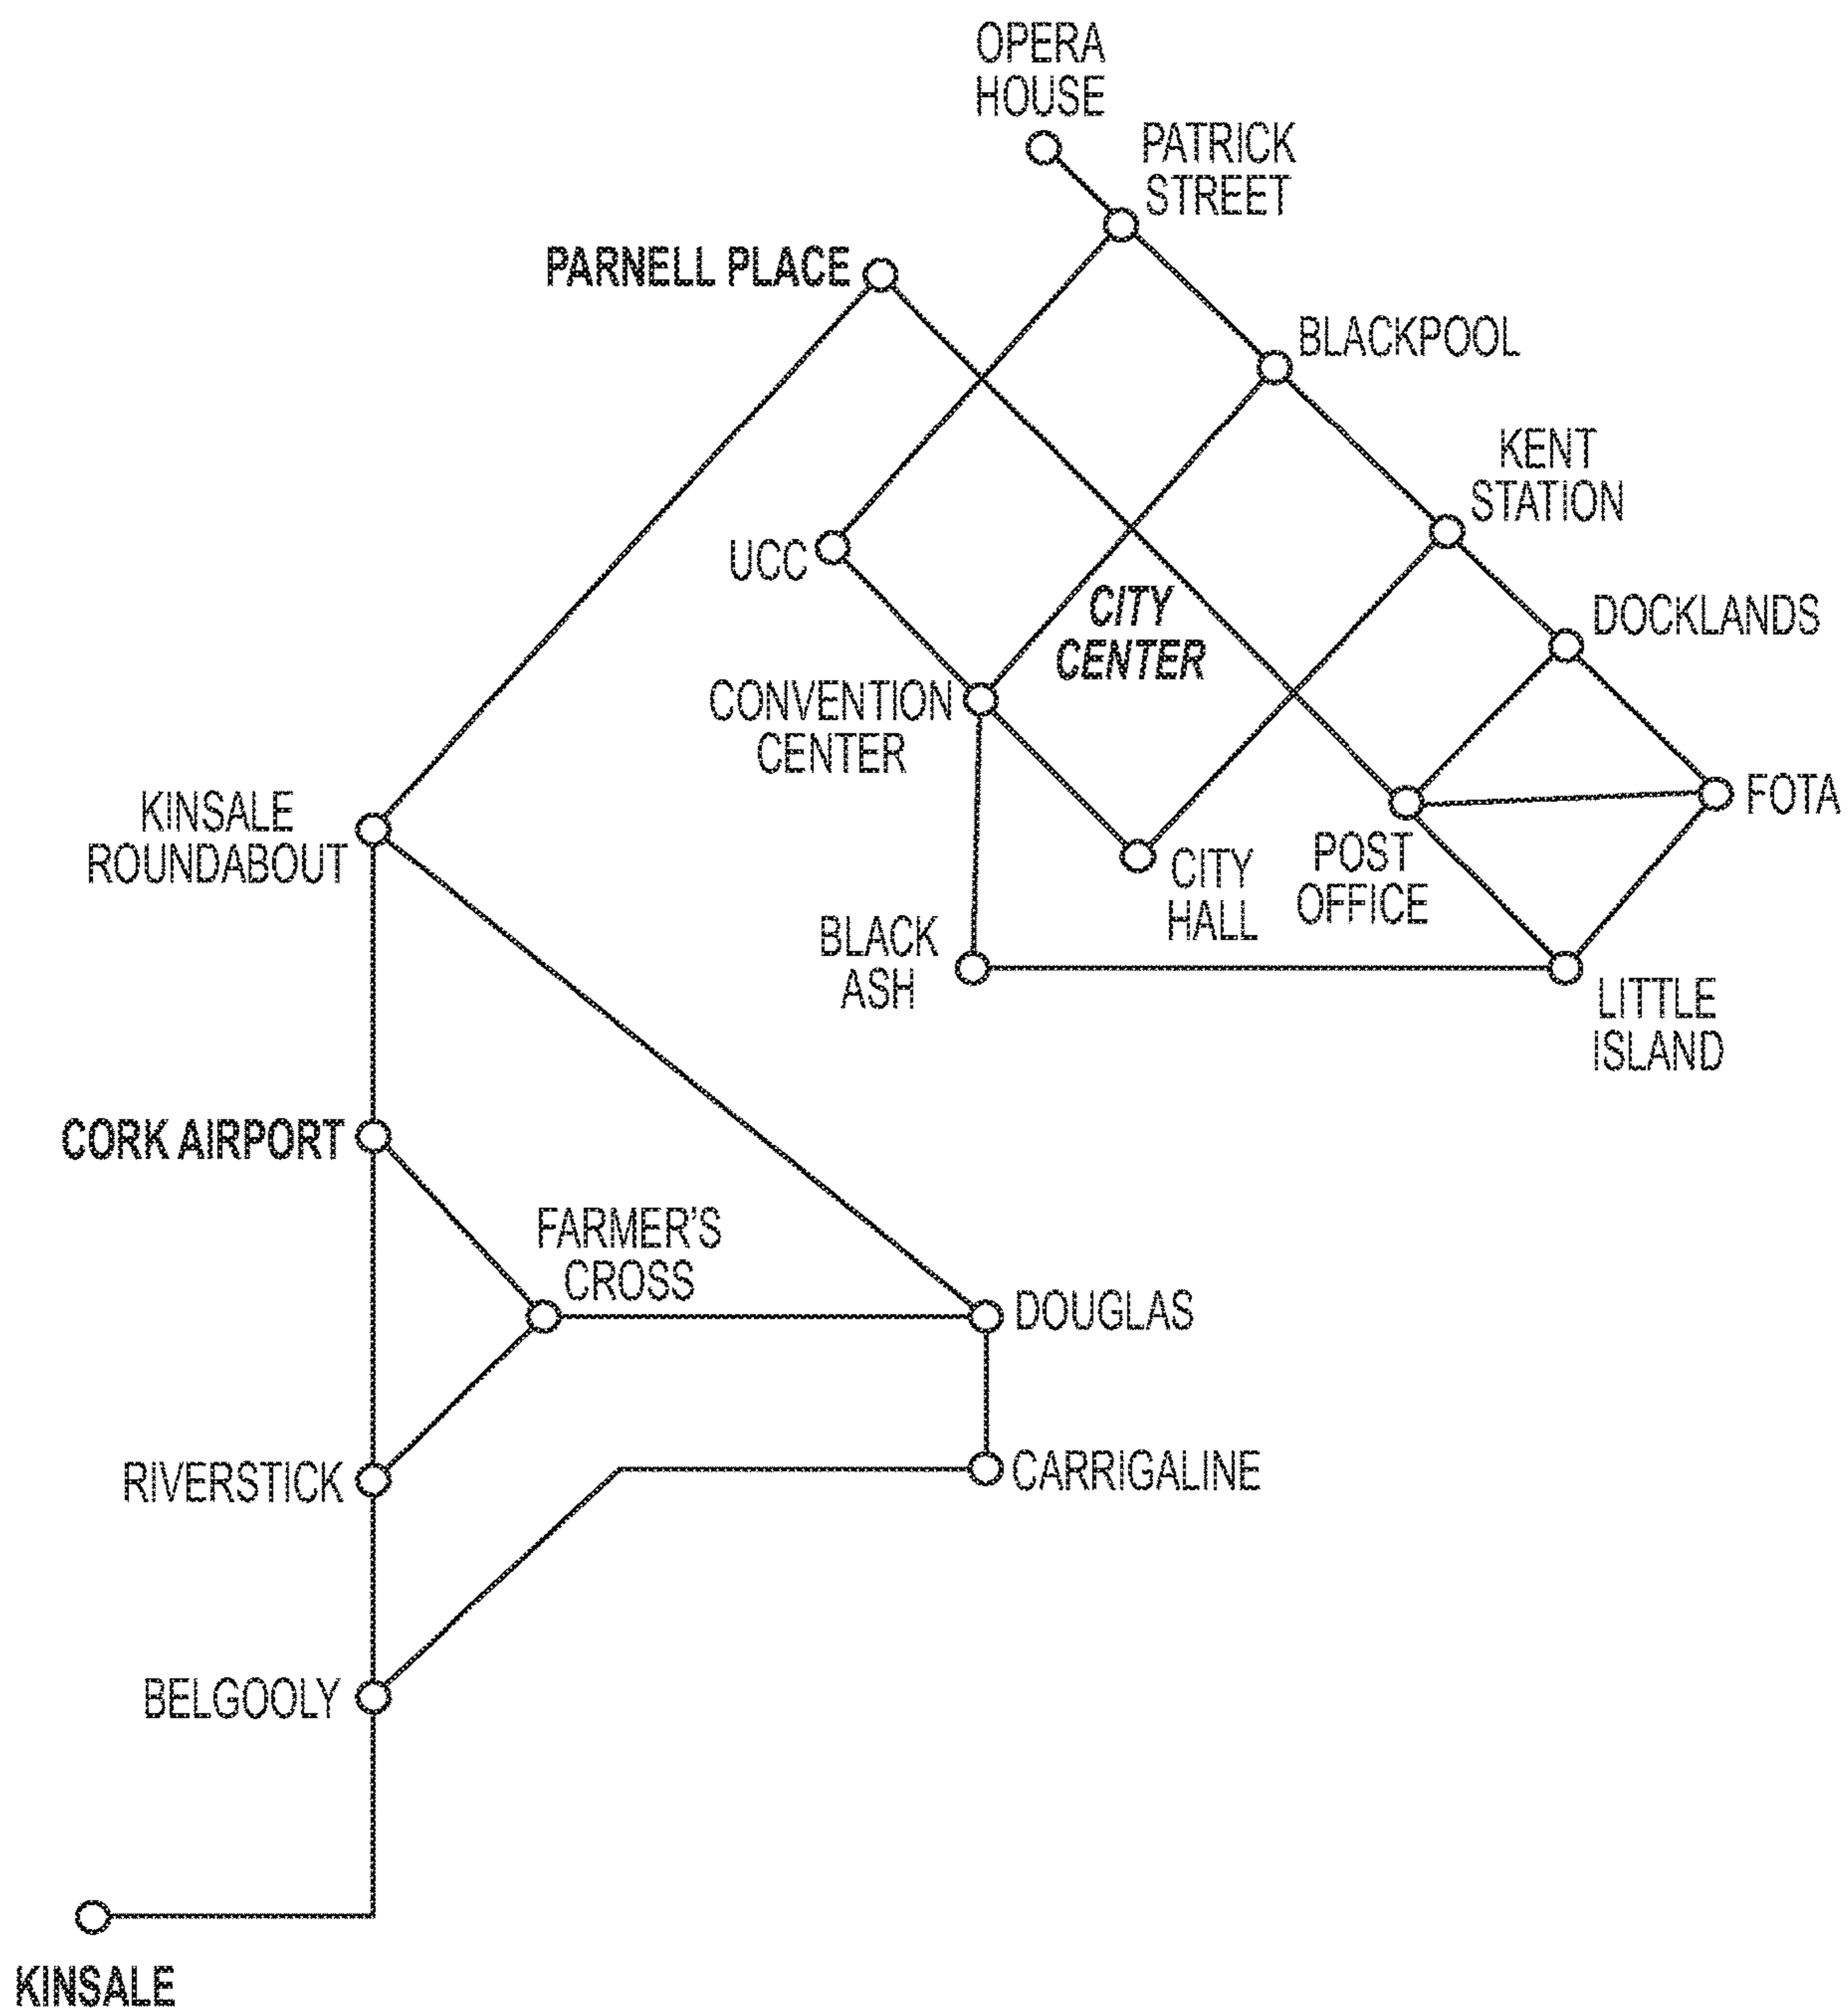 OPERA
HOUSE
PATRICK
STREET
PARNELL PLACE
BLACKPOOL
KENT
STATION
UCC
CITY
CENTER
DOCKLANDS
CONVENTION
CENTER
KINSALE
ROUNDABOUT
FOTA
POST
OFFICE
CITY
HALL
BLACK
ASH
LITTLE
ISLAND
CORK AIRPORT
FARMER'S
CROSS
DOUGLAS
RIVERSTICK
CARRIGALINE
BELGOOLY
KINSALE